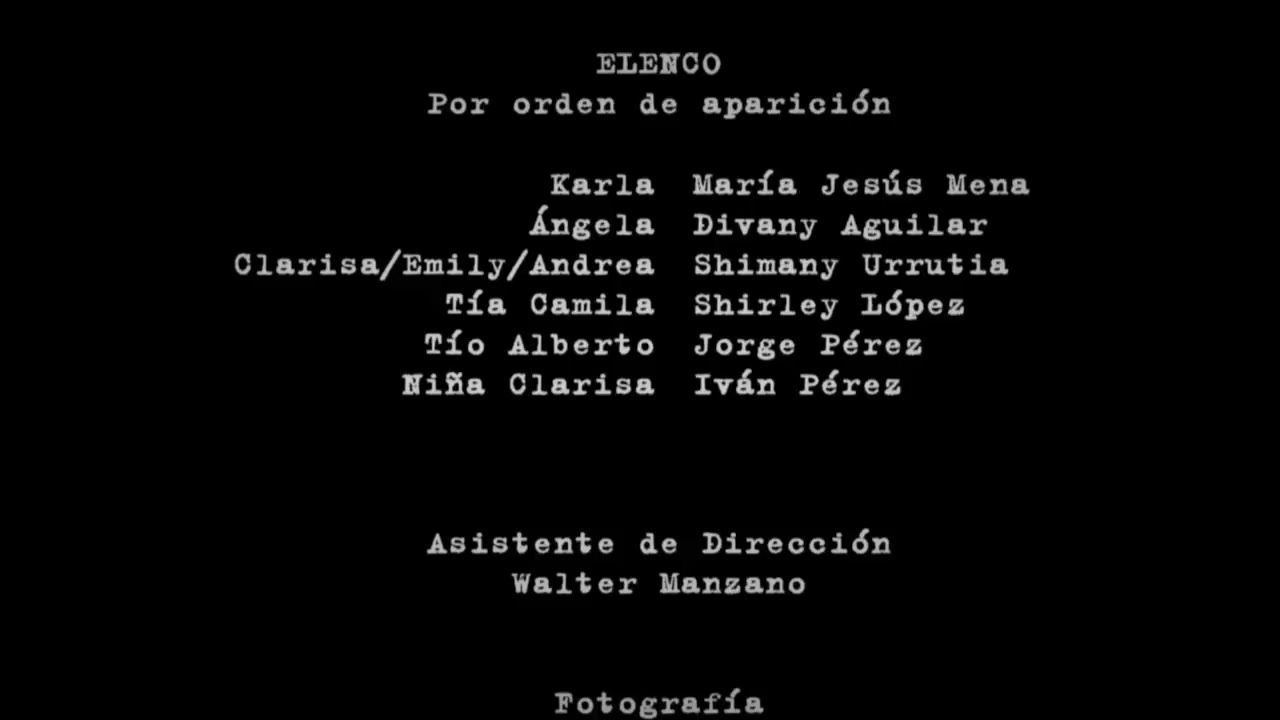 ELENCO
Por orden de aparición
Karla María Jesús Mena
Ángela Divany Aguilar
Clarisa/Emily/Andrea Shimany Urrutia
Tía Camila Shirley López
Tío Alberto Jorge Pérez
Niña Clarisa Iván Pérez
Asistente de Dirección
Walter Manzano
Fotografía